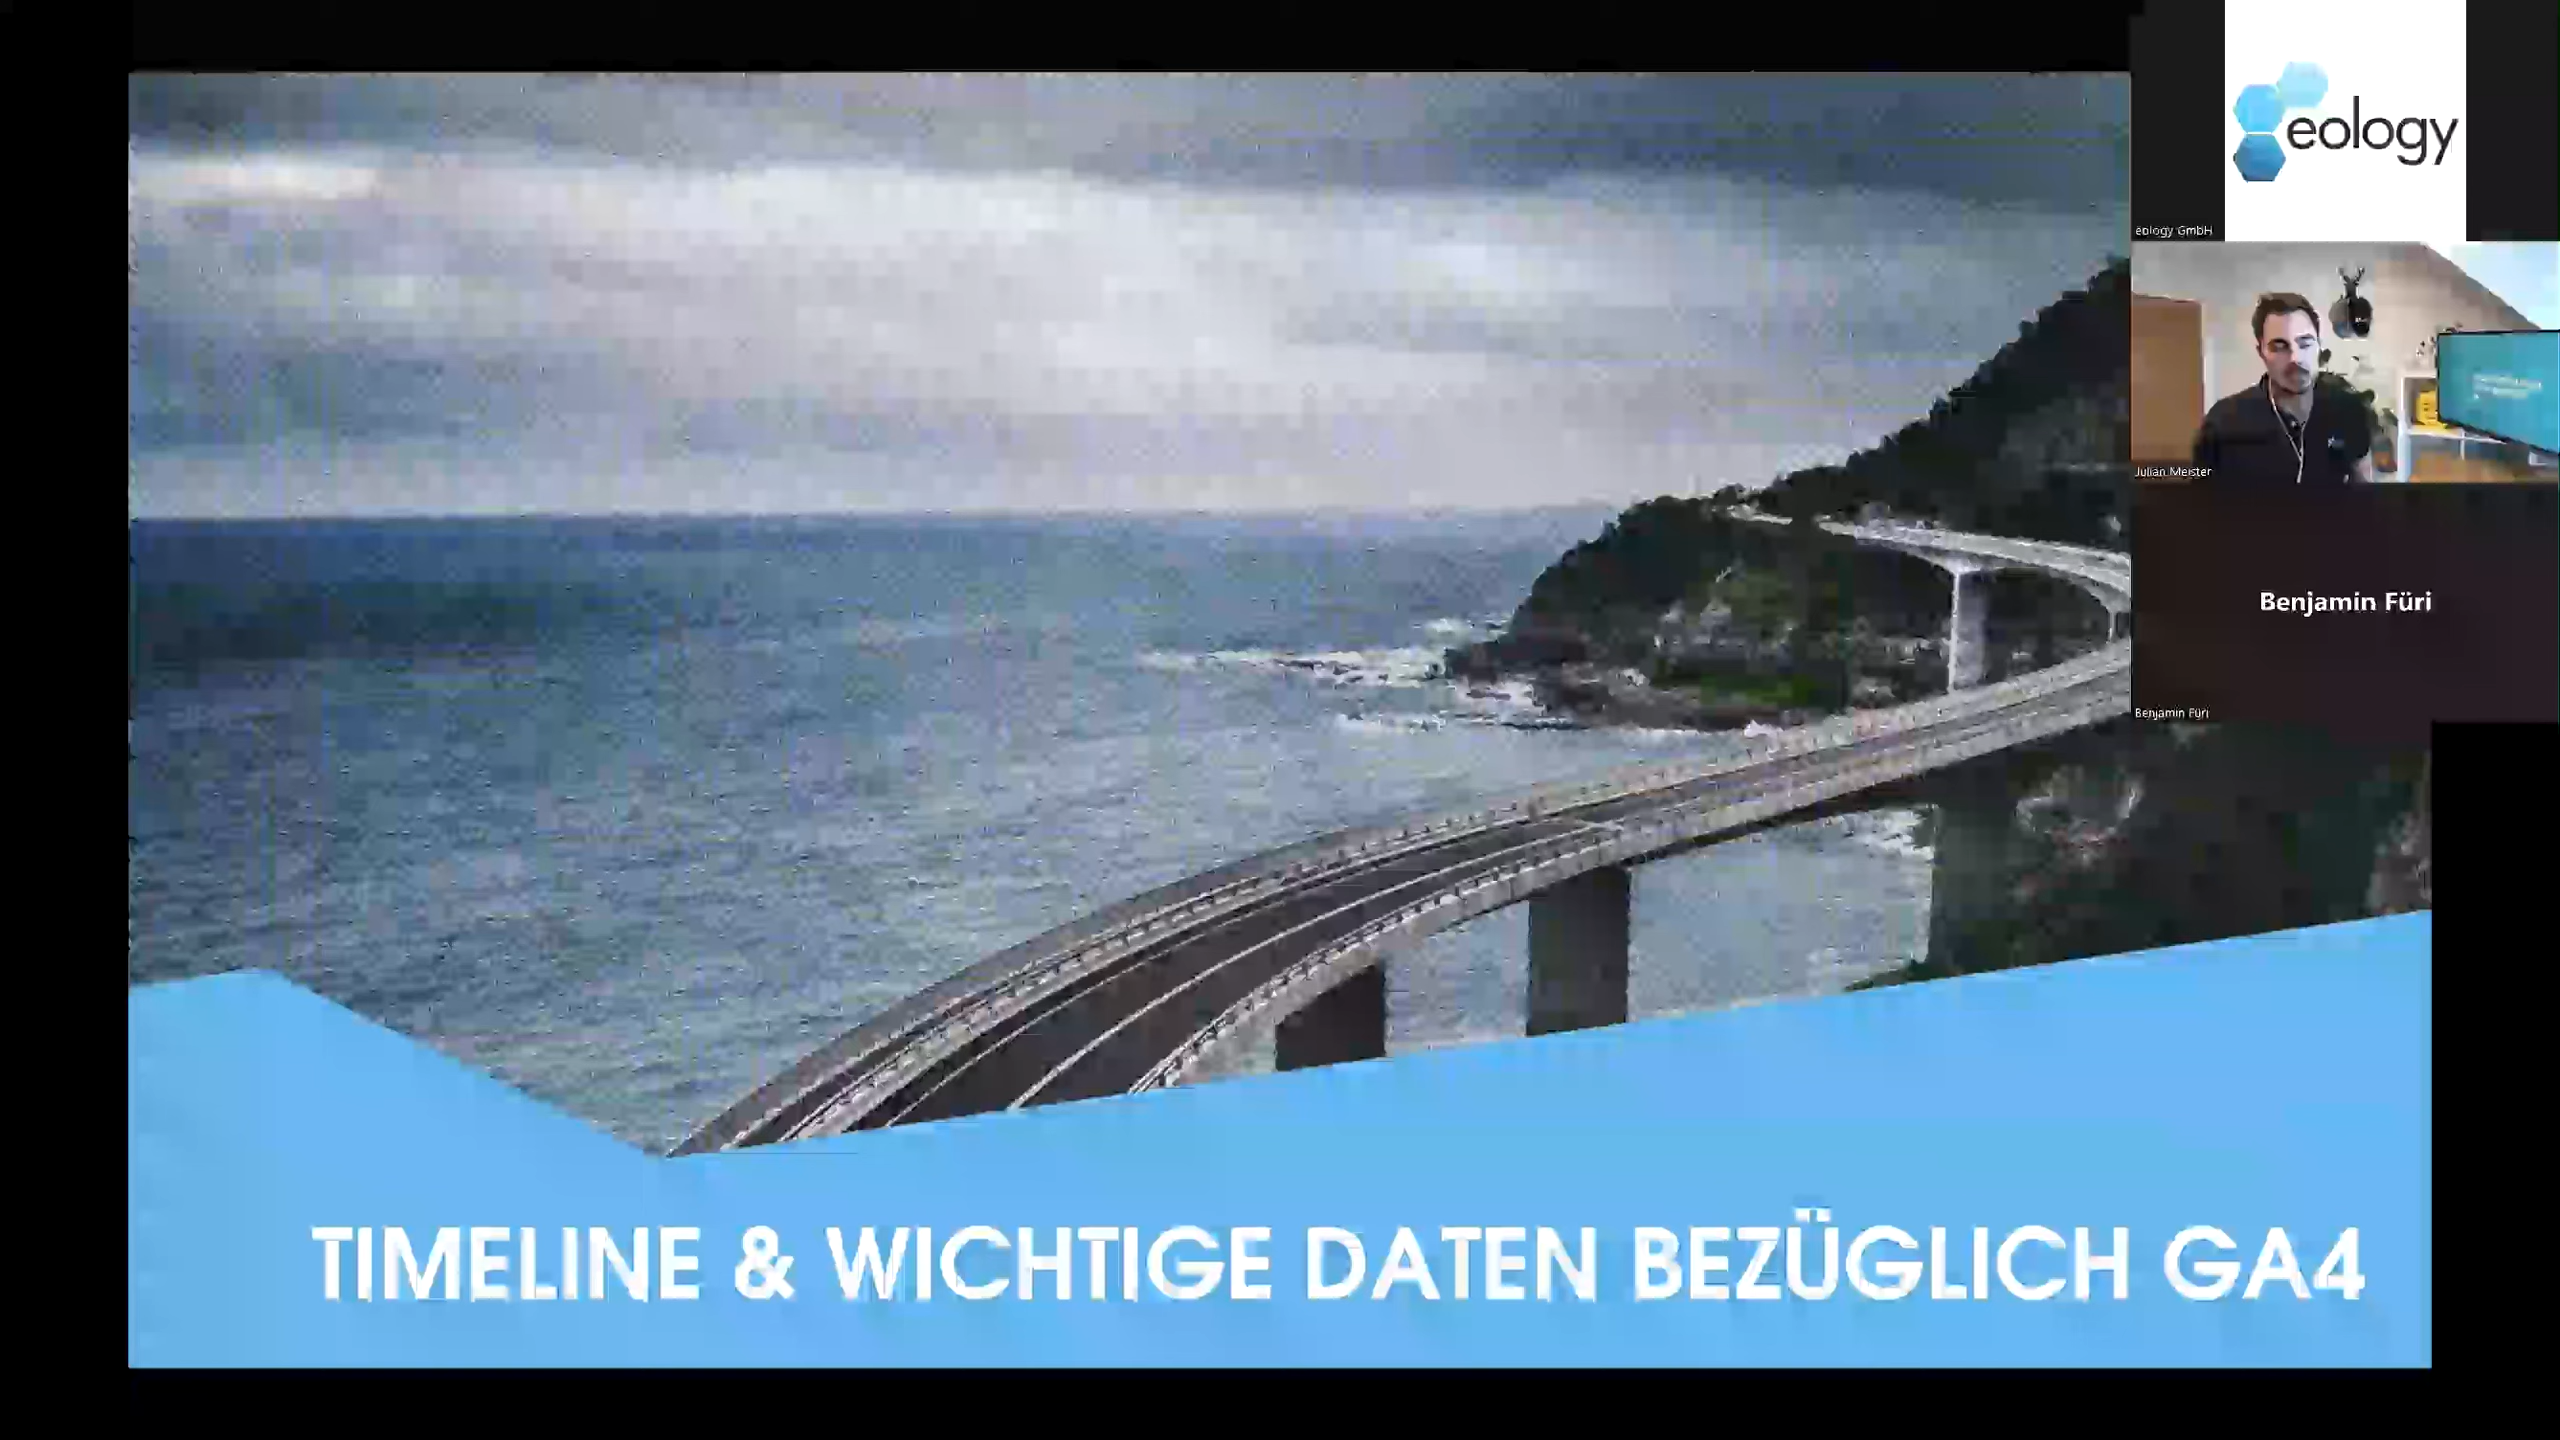 eology
eology GmbH
Julian Meister
Benjamin Füri
Benjamin Füri
TIMELINE & WICHTIGE DATEN BEZÜGLICH GA4